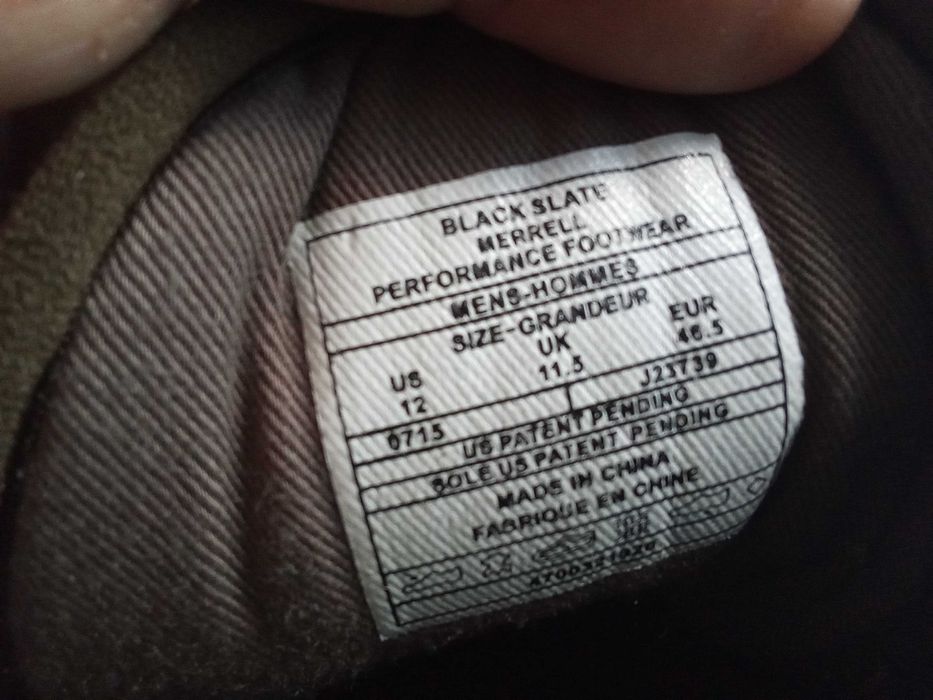 BLACK SLATE
MERRELL
PERFORMANCE FOOTWEAR
MENS-HOMMES
SIZE-GRANDEUR
US UK EUR
12 11.5 46.5
0715 J23739
US PATENT PENDING
SOLE US PATENT PENDING
MADE IN CHINA
FABRIQUE EN CHINE